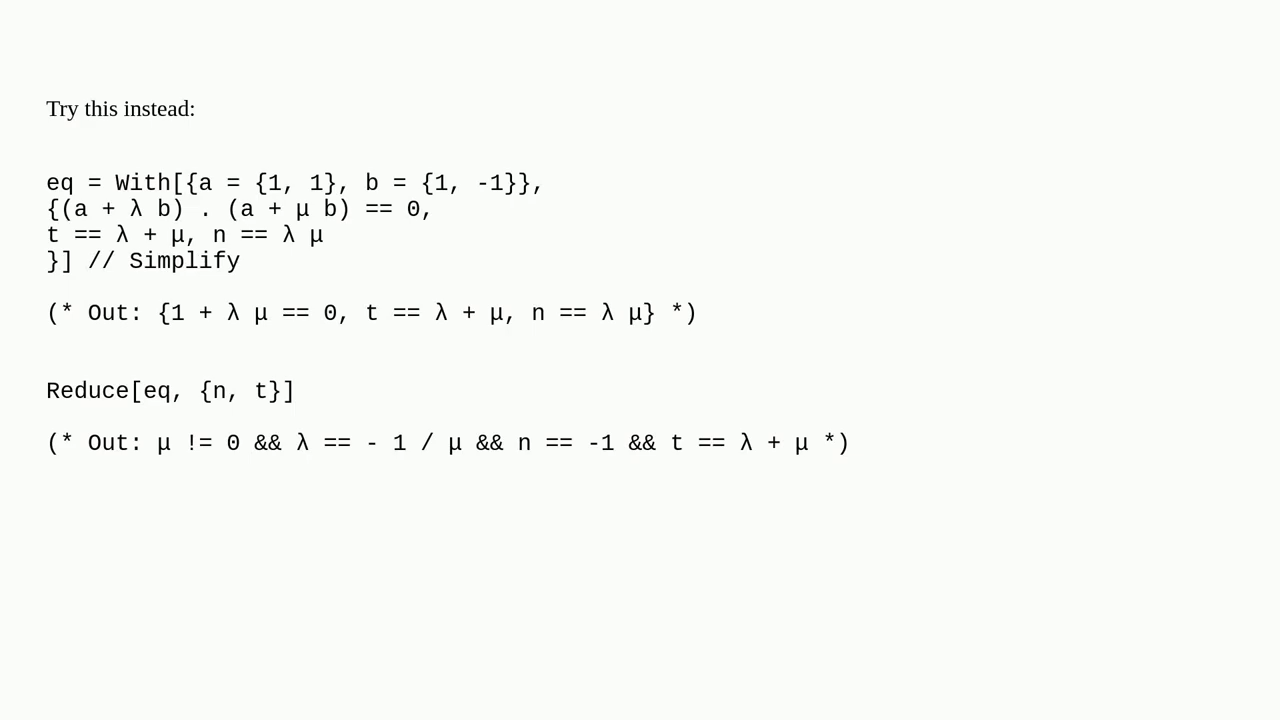 Try this instead:
eq = With[{a = {1, 1}, b = {1, -1}},
{(a + λ b) . (a + μ b) == 0,
t == λ + μ, n == λ μ
}] // Simplify
(* Out: {1 + λ μ == 0, t == λ + μ, n == λ μ} *)
Reduce[eq, {n, t}]
(* Out: μ != 0 && λ == - 1 / μ && n == -1 && t == λ + μ *)